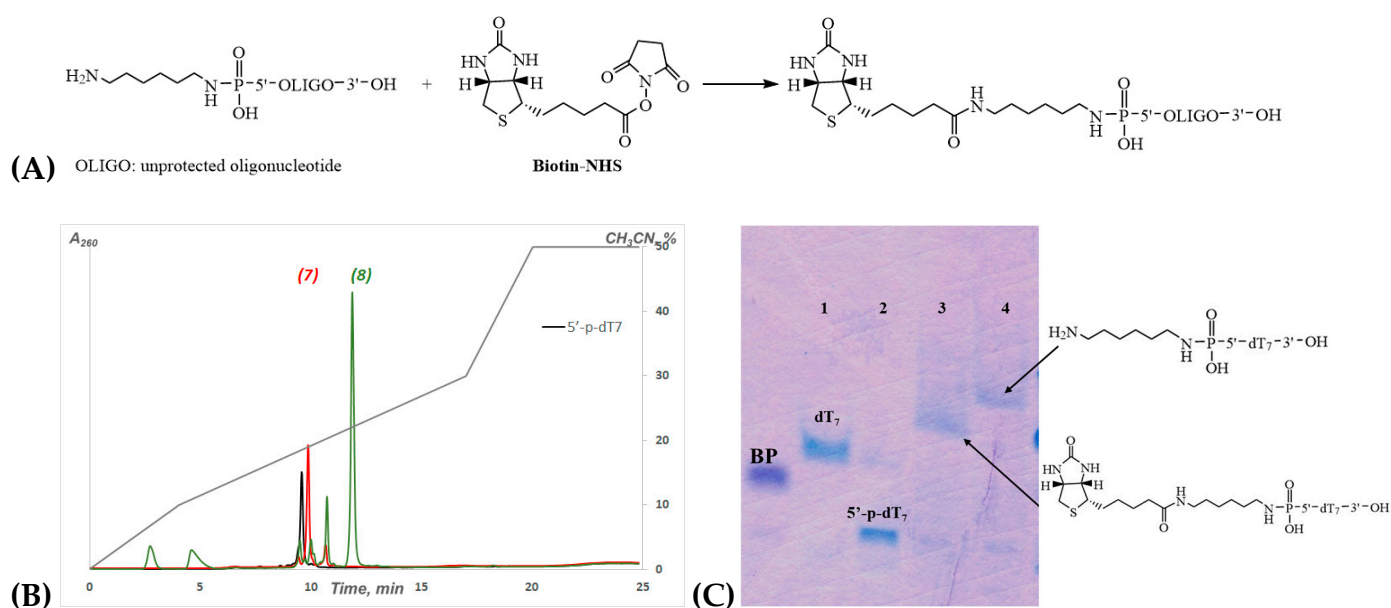 O
O
O
HN NH
O
HN NH
H H
H₂N N-P-5'-OLIGO-3'-OH
H OH
+
N O
S O
O
H H
S
H
N
O
O
N-P-5'-OLIGO-3'-OH
H OH
(A) OLIGO: unprotected oligonucleotide
Biotin-NHS
A260
CH3CN, %
50
(7) (8)
40
5'-p-dT7
30
20
10
0
0 5 10 15 20 25
Time, min
(B)
1 2 3 4
dT7
BP
5'-p-dT7
(C)
O
H₂N N-P-5'-dT7-3'-OH
H OH
O
HN NH
H H
S
H
N
O
O
N-P-5'-dT7-3'-OH
H OH